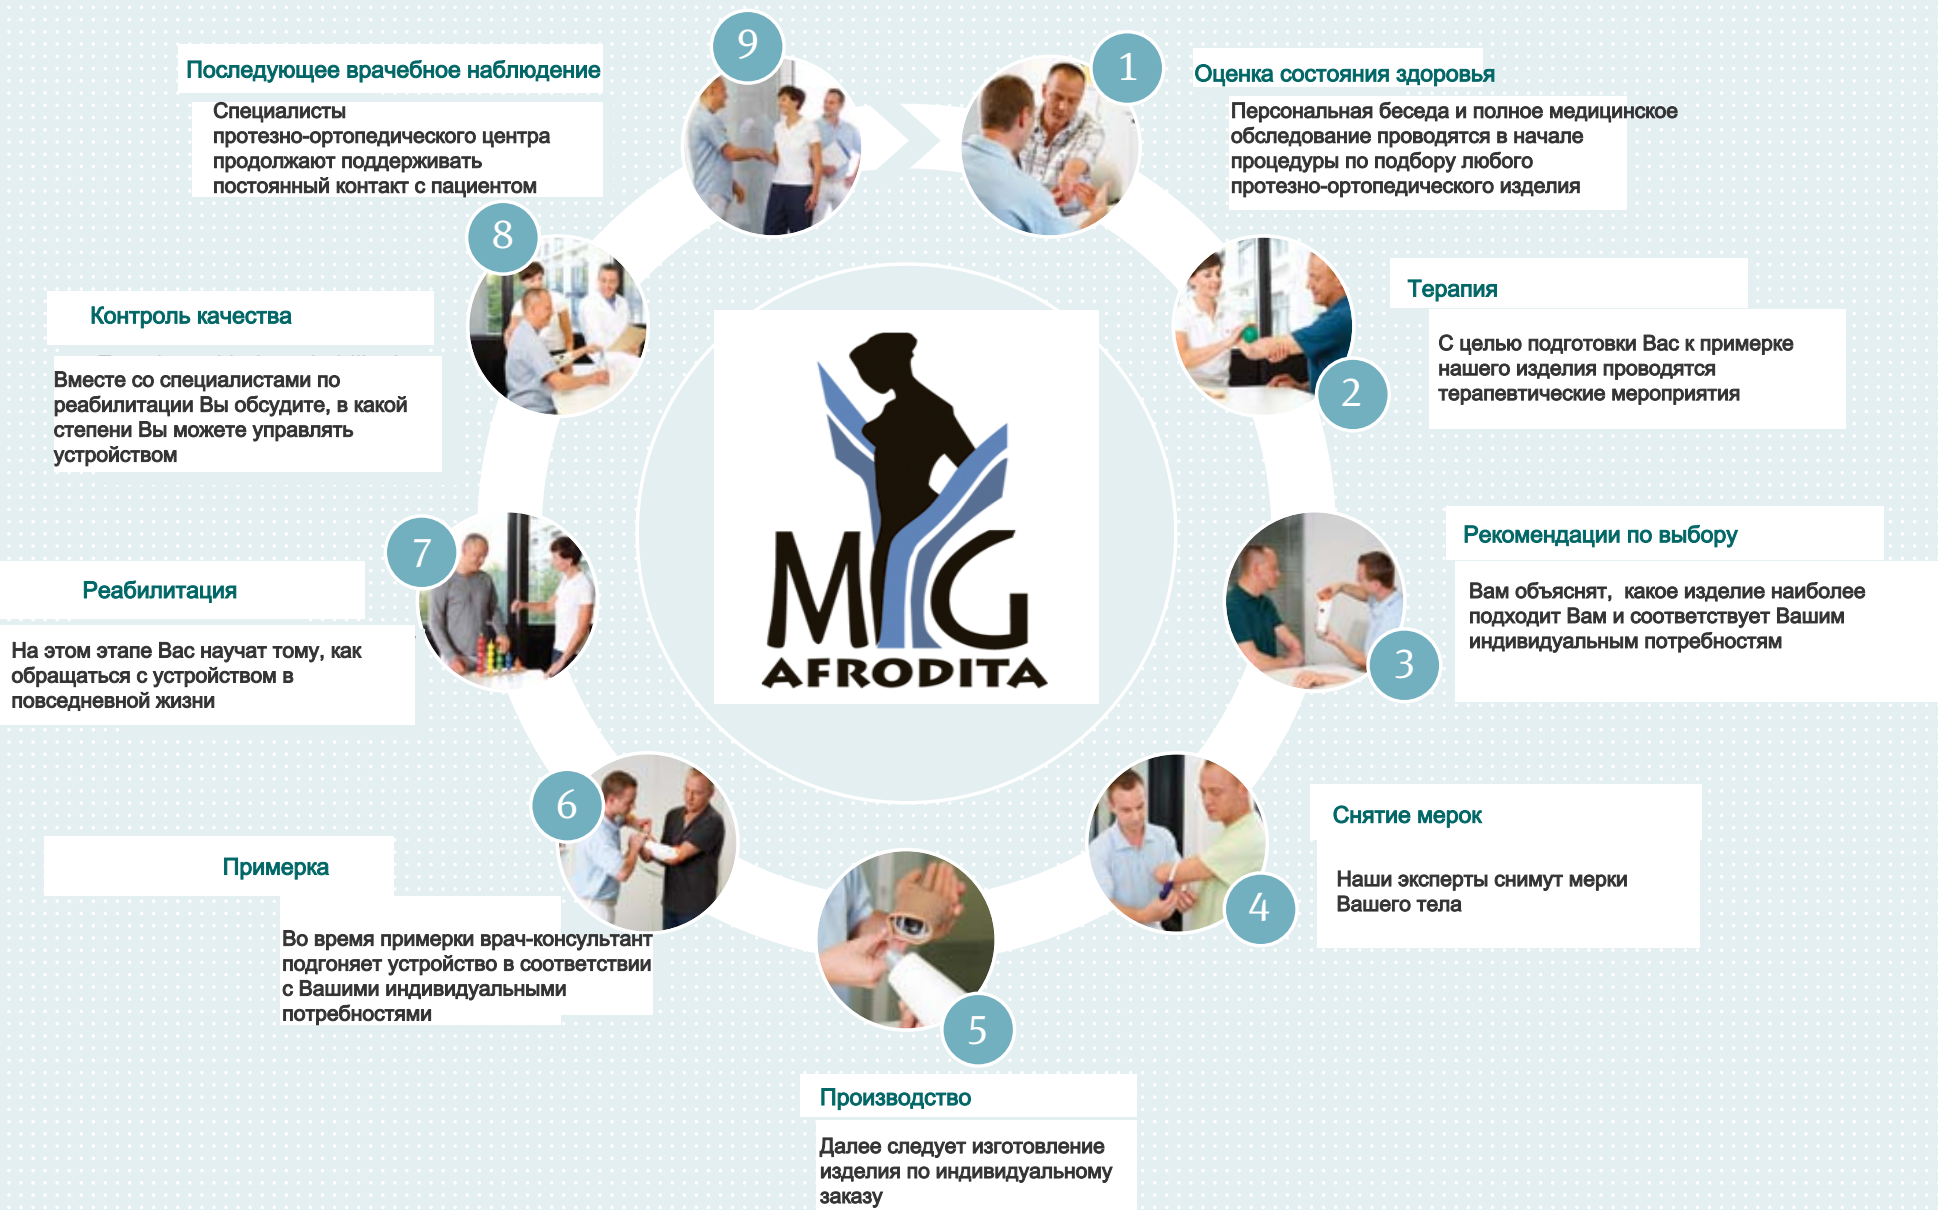 1
Оценка состояния здоровья
Персональная беседа и полное медицинское
обследование проводятся в начале
процедуры по подбору любого
протезно-ортопедического изделия
2
Терапия
С целью подготовки Вас к примерке
нашего изделия проводятся
терапевтические мероприятия
3
Рекомендации по выбору
Вам объяснят, какое изделие наиболее
подходит Вам и соответствует Вашим
индивидуальным потребностям
4
Снятие мерок
Наши эксперты снимут мерки
Вашего тела
5
Производство
Далее следует изготовление
изделия по индивидуальному
заказу
6
Примерка
Во время примерки врач-консультант
подгоняет устройство в соответствии
с Вашими индивидуальными
потребностями
7
Реабилитация
На этом этапе Вас научат тому, как
обращаться с устройством в
повседневной жизни
8
Контроль качества
Вместе со специалистами по
реабилитации Вы обсудите, в какой
степени Вы можете управлять
устройством
9
Последующее врачебное наблюдение
Специалисты
протезно-ортопедического центра
продолжают поддерживать
постоянный контакт с пациентом
M G
AFRODITA